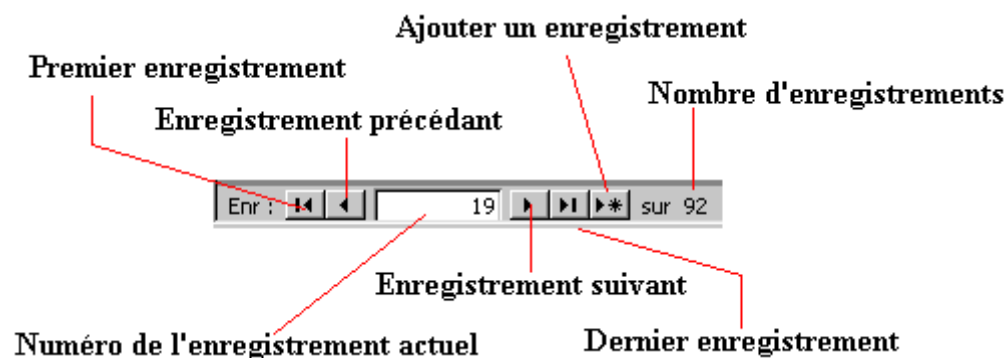 Ajouter un enregistrement
Premier enregistrement
Nombre d'enregistrements
Enregistrement précédant
Enr : 19 sur 92
Enregistrement suivant
Numéro de l'enregistrement actuel
Dernier enregistrement